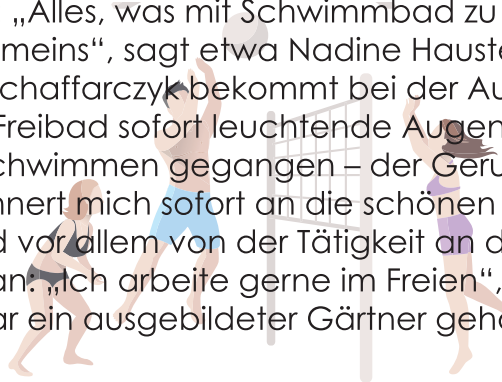 „Alles, was mit Schwimmbad zu
meins“, sagt etwa Nadine Hauste
chaffarczyk bekommt bei der Au
Freibad sofort leuchtende Augen
chwimmen gegangen – der Geru
nnert mich sofort an die schönen
d vor allem von der Tätigkeit an d
an: „Ich arbeite gerne im Freien“,
ar ein ausgebildeter Gärtner geh